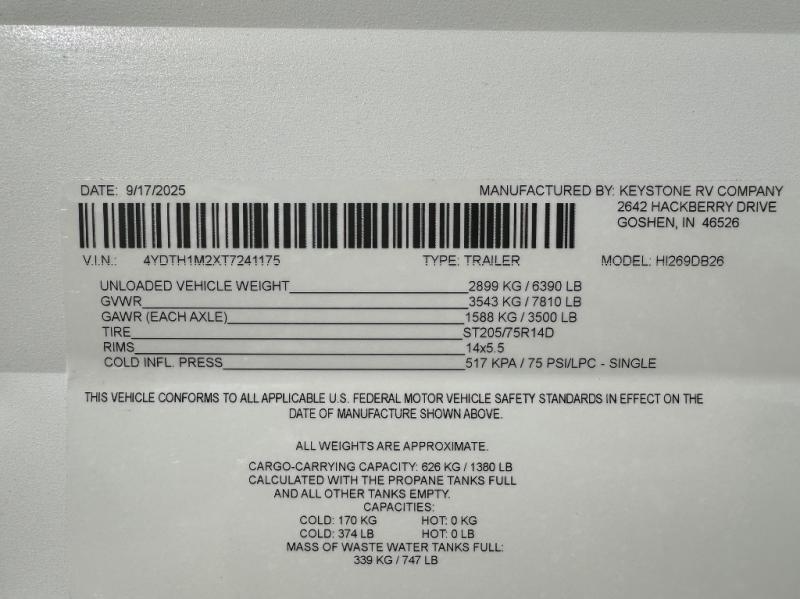 DATE: 9/17/2025 MANUFACTURED BY: KEYSTONE RV COMPANY
2642 HACKBERRY DRIVE
GOSHEN, IN 46526
V.I.N.: 4YDTH1M2XT7241175 TYPE: TRAILER MODEL: HI269DB26
UNLOADED VEHICLE WEIGHT 2899 KG / 6390 LB
GVWR 3543 KG / 7810 LB
GAWR (EACH AXLE) 1588 KG / 3500 LB
TIRE ST205/75R14D
RIMS 14x5.5
COLD INFL. PRESS 517 KPA / 75 PSI/LPC - SINGLE
THIS VEHICLE CONFORMS TO ALL APPLICABLE U.S. FEDERAL MOTOR VEHICLE SAFETY STANDARDS IN EFFECT ON THE
DATE OF MANUFACTURE SHOWN ABOVE.
ALL WEIGHTS ARE APPROXIMATE.
CARGO-CARRYING CAPACITY: 626 KG / 1380 LB
CALCULATED WITH THE PROPANE TANKS FULL
AND ALL OTHER TANKS EMPTY.
CAPACITIES:
COLD: 170 KG HOT: 0 KG
COLD: 374 LB HOT: 0 LB
MASS OF WASTE WATER TANKS FULL:
339 KG / 747 LB